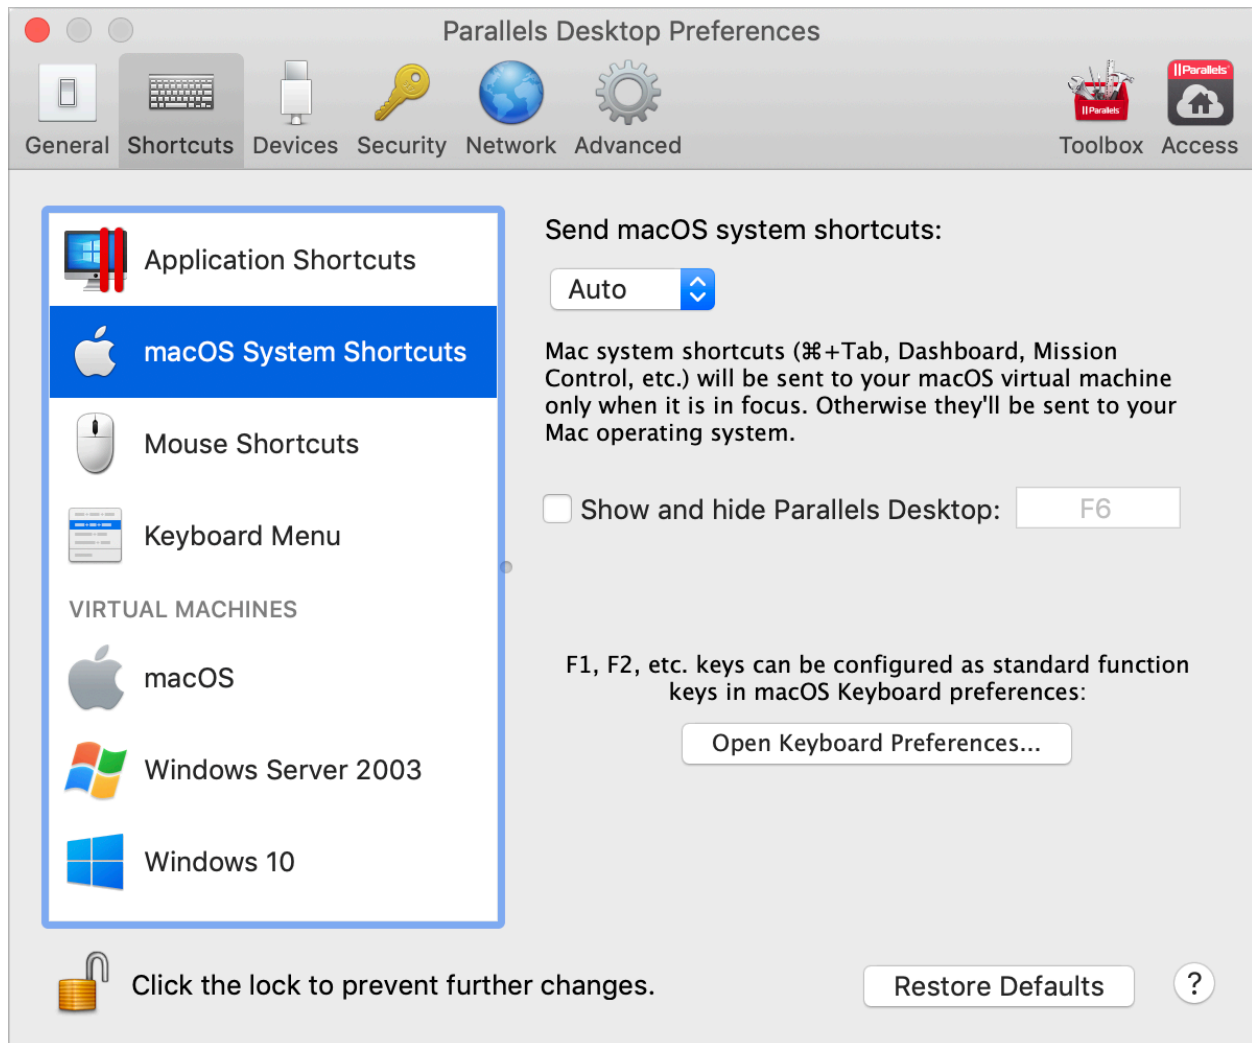 Parallels Desktop Preferences
General Shortcuts Devices Security Network Advanced Toolbox Access
||Parallels
||Parallels
Application Shortcuts
macOS System Shortcuts
Mouse Shortcuts
Keyboard Menu
VIRTUAL MACHINES
macOS
Windows Server 2003
Windows 10
Send macOS system shortcuts:
Auto
Mac system shortcuts (⌘+Tab, Dashboard, Mission
Control, etc.) will be sent to your macOS virtual machine
only when it is in focus. Otherwise they'll be sent to your
Mac operating system.
Show and hide Parallels Desktop: F6
F1, F2, etc. keys can be configured as standard function
keys in macOS Keyboard preferences:
Open Keyboard Preferences...
Click the lock to prevent further changes.
Restore Defaults
?